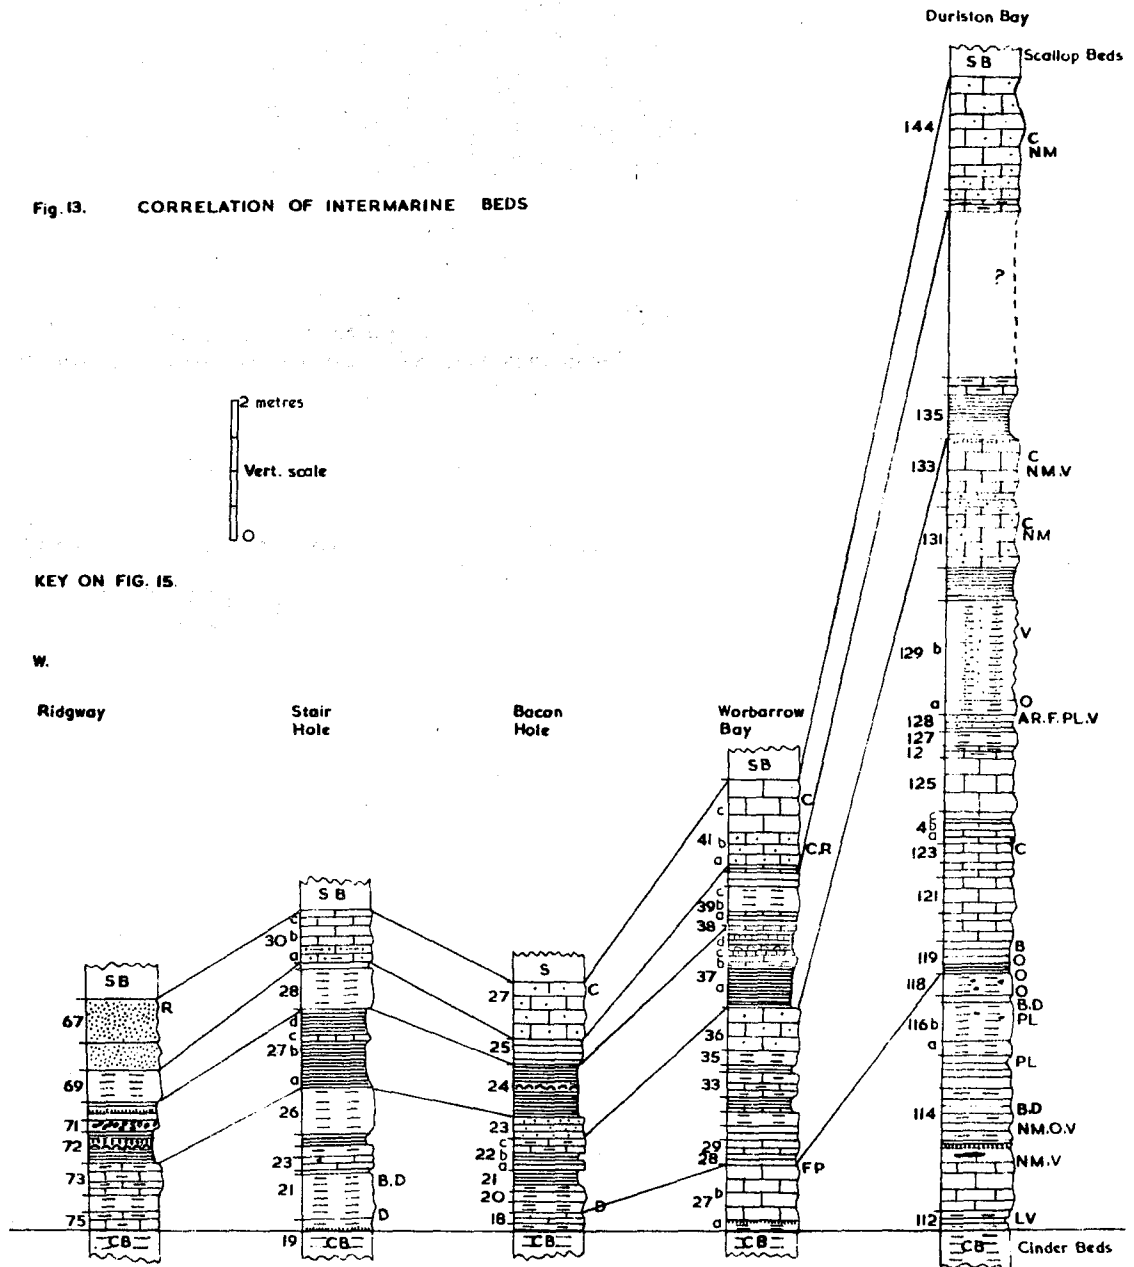 Durlston Bay
SB
Scallop Beds
144
C
NM
Fig. 13. CORRELATION OF INTERMARINE BEDS
?
2 metres
135
Vert. scale
133
C
NM.V
C
NM
131
O
KEY ON FIG. 15.
V
129 b
W.
a
O
Ridgway
Stair
Hole
Bacon
Hole
Worbarrow
Bay
128
AR.F.PL.V
127
12
SB
125
C
c
c
b
4
a
41 b
C.R
123
C
a
SB
c
121
39 b
c
a
30 b
38
a
d
B
S
c
119
O
SB
b
28
27
C
37
118
O
R
a
O
67
B.D
d
116 b
PL
c
36
27 b
25
a
35
PL
69
24
a
33
26
114
B.D
71
23
NM.O.V
72
c
29
22 b
23
28
FP
NM.V
a
73
21
B.D
21
20
27 b
D
D
75
18
a
112
LV
CB
19
CB
CB
CB
CB
Cinder Beds